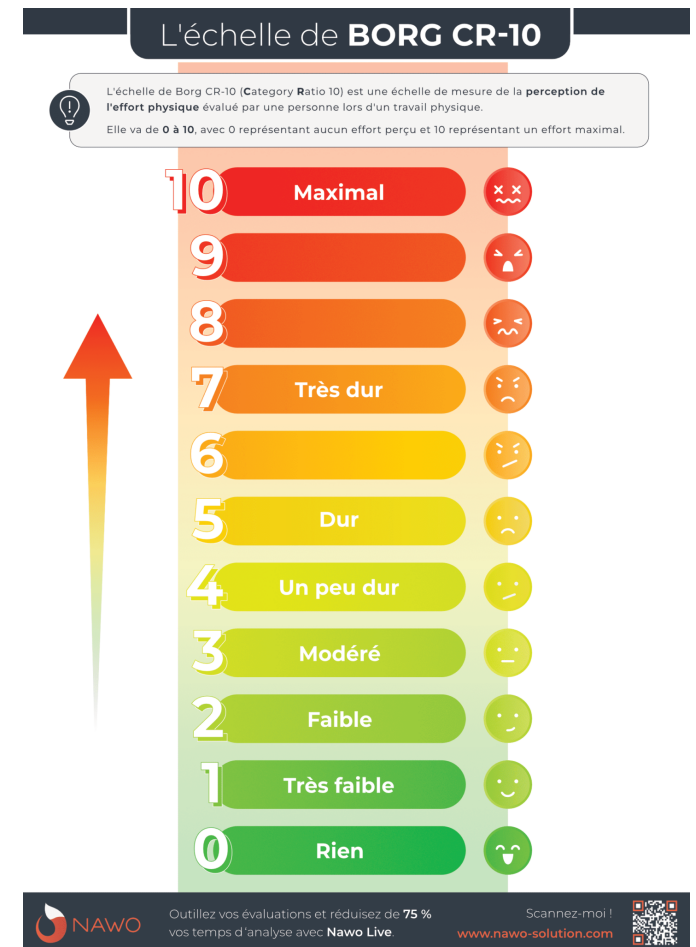 L'échelle de BORG CR-10
L'échelle de Borg CR-10 (Category Ratio 10) est une échelle de mesure de la perception de
l'effort physique évalué par une personne lors d'un travail physique.
Elle va de 0 à 10, avec 0 représentant aucun effort perçu et 10 représentant un effort maximal.
10 Maximal
9
8
7 Très dur
6
5 Dur
4 Un peu dur
3 Modéré
2 Faible
1 Très faible
0 Rien
NAWO
Outillez vos évaluations et réduisez de 75 %
vos temps d'analyse avec Nawo Live.
Scannez-moi !
www.nawo-solution.com